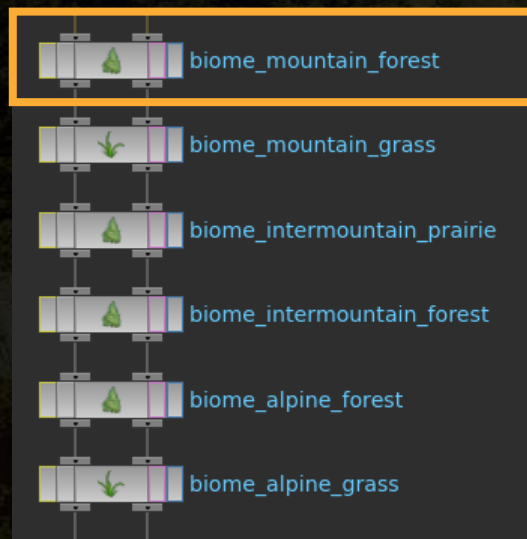 biome_mountain_forest
biome_mountain_grass
biome_intermountain_prairie
biome_intermountain_forest
biome_alpine_forest
biome_alpine_grass